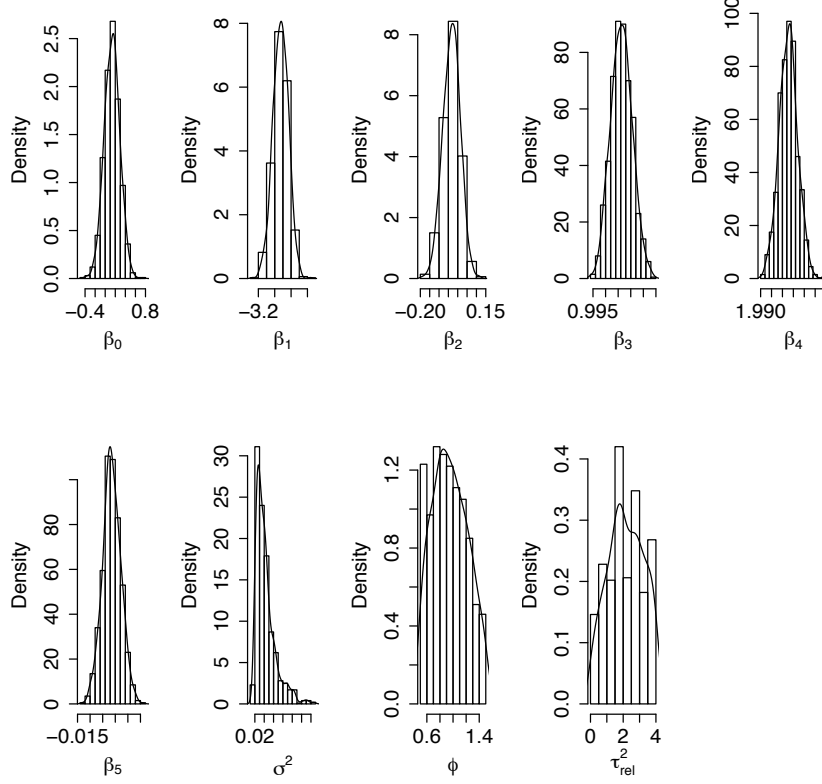 Density
0.0 0.5 1.0 1.5 2.0 2.5
−0.4 0.8
β0
Density
0 2 4 6 8
−3.2
β1
Density
0 2 4 6 8
−0.20 0.15
β2
Density
0 20 40 60 80
0.995
β3
Density
0 20 40 60 80 100
1.990
β4
Density
0 20 40 60 80
−0.015
β5
Density
0 5 10 15 20 25 30
0.02
σ²
Density
0.0 0.4 0.8 1.2
0.6 1.4
ϕ
Density
0.0 0.1 0.2 0.3 0.4
0 2 4
τ²rel